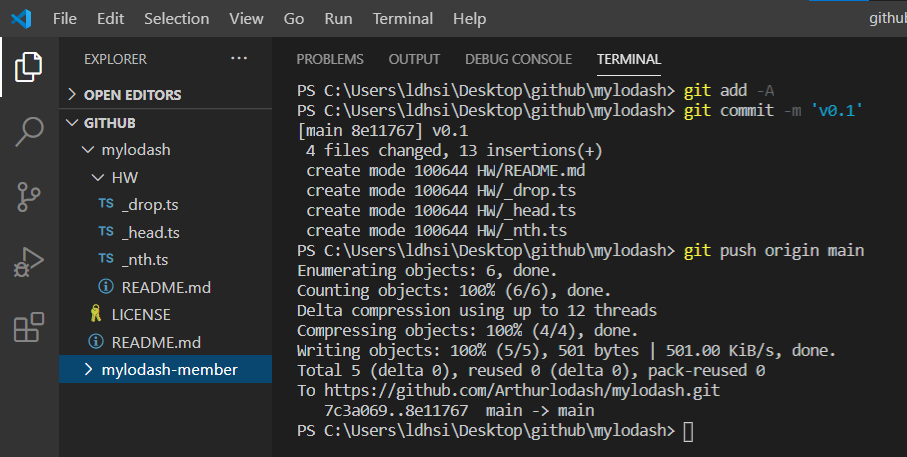 File Edit Selection View Go Run Terminal Help
EXPLORER ···
OPEN EDITORS
GITHUB
mylodash
HW
TS _drop.ts
TS _head.ts
TS _nth.ts
README.md
LICENSE
README.md
mylodash-member
PROBLEMS OUTPUT DEBUG CONSOLE TERMINAL
PS C:\Users\ldhsi\Desktop\github\mylodash> git add -A
PS C:\Users\ldhsi\Desktop\github\mylodash> git commit -m 'v0.1'
[main 8e11767] v0.1
4 files changed, 13 insertions(+)
create mode 100644 HW/README.md
create mode 100644 HW/_drop.ts
create mode 100644 HW/_head.ts
create mode 100644 HW/_nth.ts
PS C:\Users\ldhsi\Desktop\github\mylodash> git push origin main
Enumerating objects: 6, done.
Counting objects: 100% (6/6), done.
Delta compression using up to 12 threads
Compressing objects: 100% (4/4), done.
Writing objects: 100% (5/5), 501 bytes | 501.00 KiB/s, done.
Total 5 (delta 0), reused 0 (delta 0), pack-reused 0
To https://github.com/Arthurlodash/mylodash.git
7c3a069..8e11767 main -> main
PS C:\Users\ldhsi\Desktop\github\mylodash>